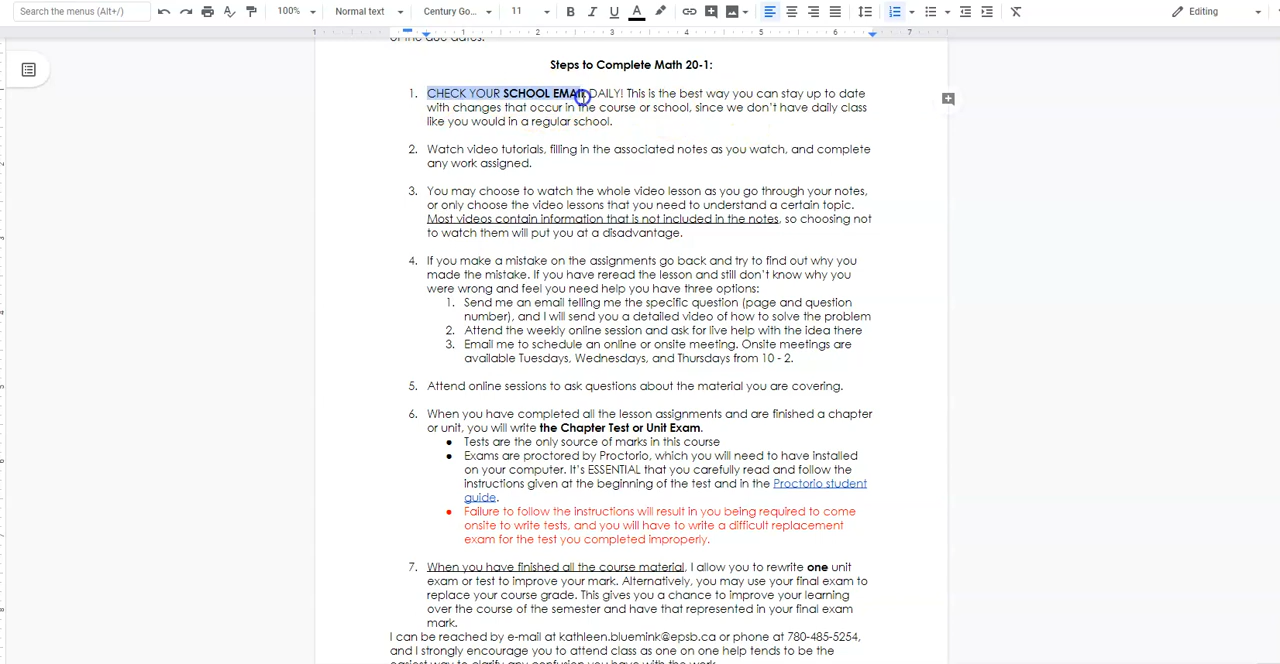 Search the menus (Alt+/)
100%
Normal text
Century Go...
11
B I U A
Editing
1 1 2 3 4 5 6 7
Steps to Complete Math 20-1:
1. CHECK YOUR SCHOOL EMAIL DAILY! This is the best way you can stay up to date
with changes that occur in the course or school, since we don't have daily class
like you would in a regular school.
2. Watch video tutorials, filling in the associated notes as you watch, and complete
any work assigned.
3. You may choose to watch the whole video lesson as you go through your notes,
or only choose the video lessons that you need to understand a certain topic.
Most videos contain information that is not included in the notes, so choosing not
to watch them will put you at a disadvantage.
4. If you make a mistake on the assignments go back and try to find out why you
made the mistake. If you have reread the lesson and still don't know why you
were wrong and feel you need help you have three options:
1. Send me an email telling me the specific question (page and question
number), and I will send you a detailed video of how to solve the problem
2. Attend the weekly online session and ask for live help with the idea there
3. Email me to schedule an online or onsite meeting. Onsite meetings are
available Tuesdays, Wednesdays, and Thursdays from 10 - 2.
5. Attend online sessions to ask questions about the material you are covering.
6. When you have completed all the lesson assignments and are finished a chapter
or unit, you will write the Chapter Test or Unit Exam.
● Tests are the only source of marks in this course
● Exams are proctored by Proctorio, which you will need to have installed
on your computer. It's ESSENTIAL that you carefully read and follow the
instructions given at the beginning of the test and in the Proctorio student
guide.
● Failure to follow the instructions will result in you being required to come
onsite to write tests, and you will have to write a difficult replacement
exam for the test you completed improperly.
7. When you have finished all the course material, I allow you to rewrite one unit
exam or test to improve your mark. Alternatively, you may use your final exam to
replace your course grade. This gives you a chance to improve your learning
over the course of the semester and have that represented in your final exam
mark.
I can be reached by e-mail at kathleen.bluemink@epsb.ca or phone at 780-485-5254,
and I strongly encourage you to attend class as one on one help tends to be the
easiest way to clarify any confusion you have with the work